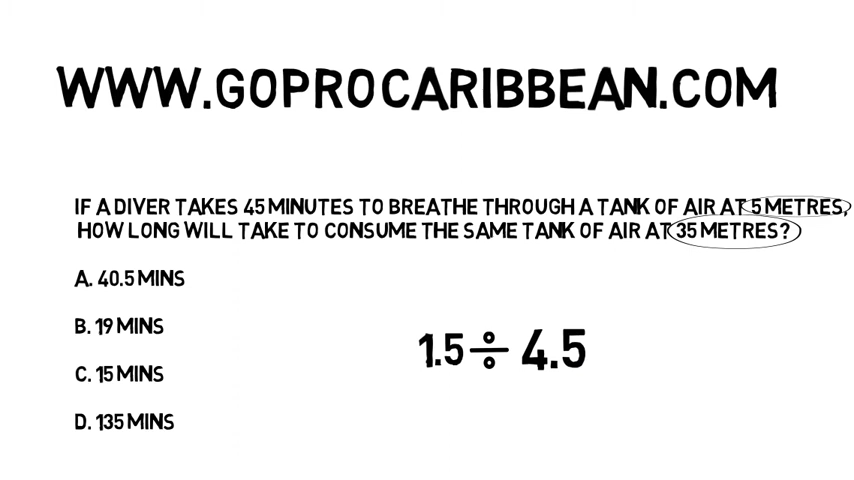 WWW.GOPROCARIBBEAN.COM
IF A DIVER TAKES 45 MINUTES TO BREATHE THROUGH A TANK OF AIR AT 5 METRES,
HOW LONG WILL TAKE TO CONSUME THE SAME TANK OF AIR AT 35 METRES?
A. 40.5 MINS
B. 19 MINS
1.5 ÷ 4.5
C. 15 MINS
D. 135 MINS